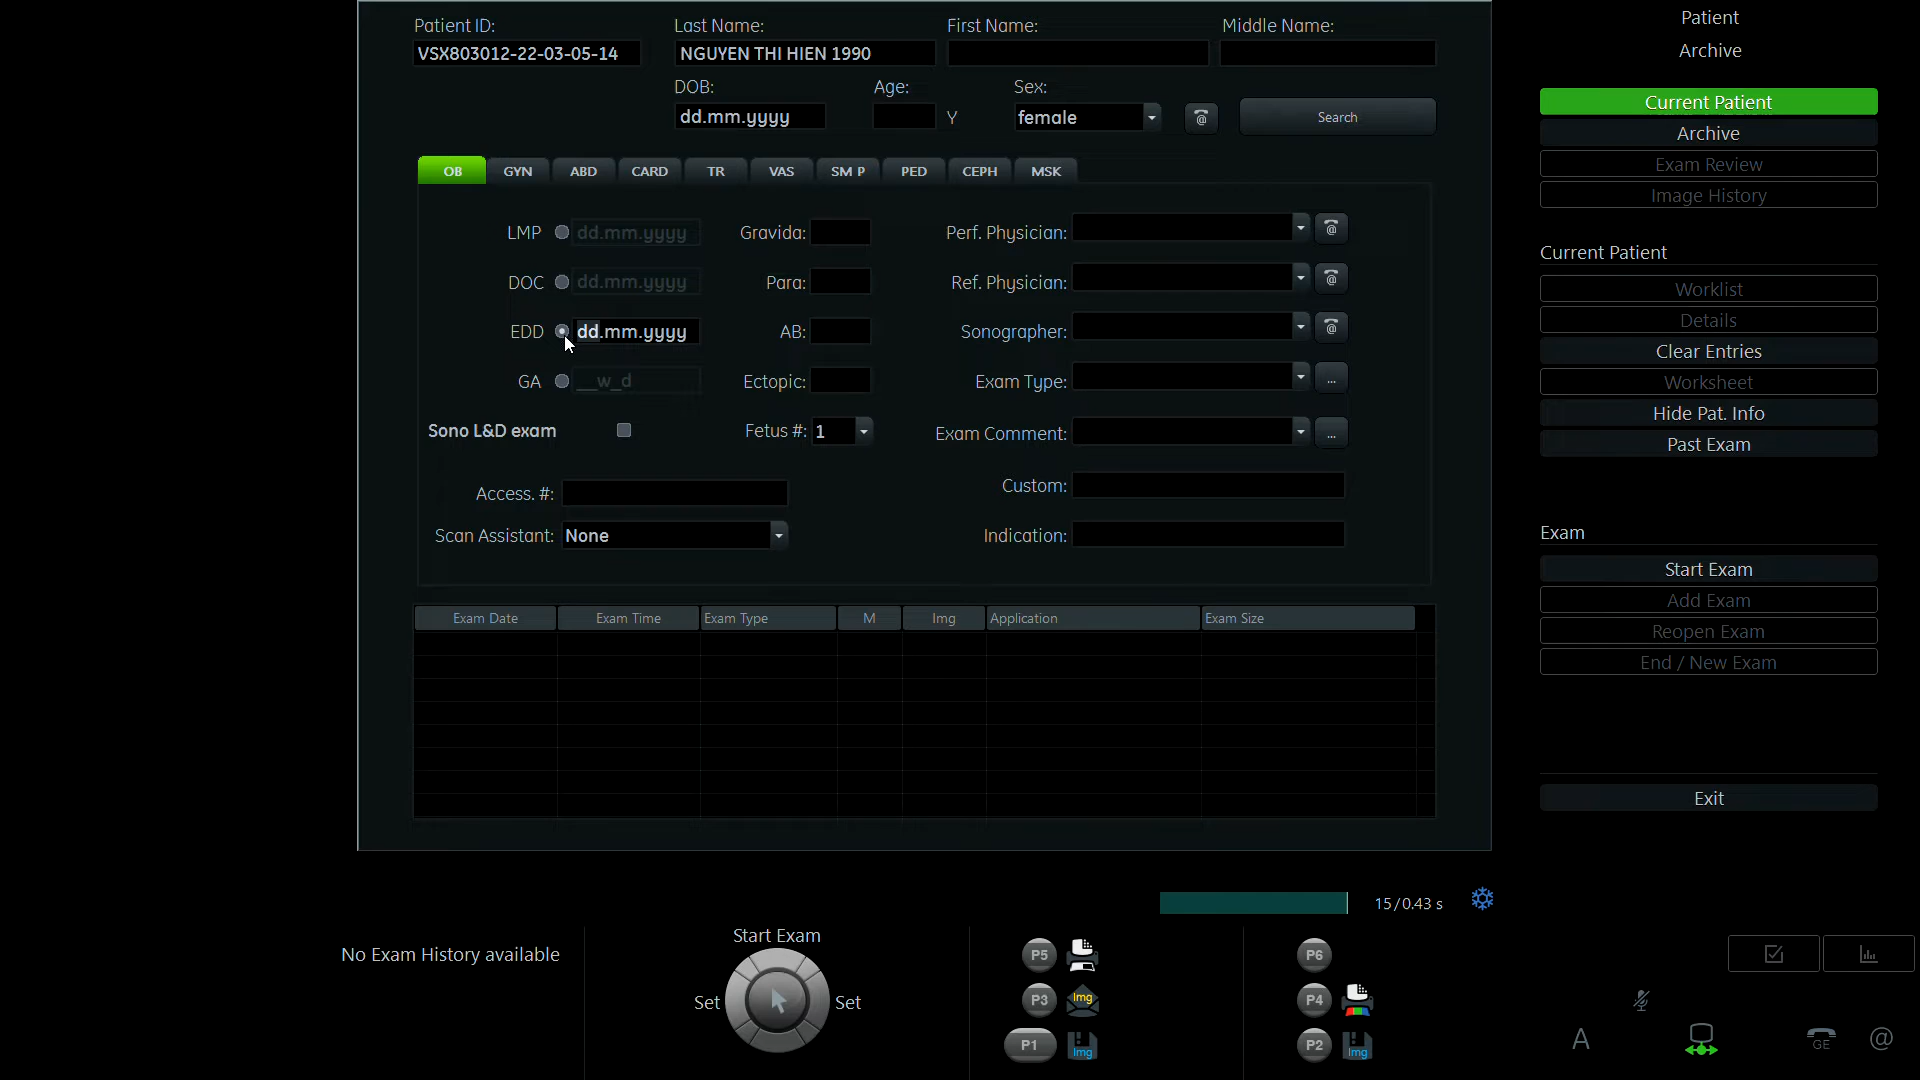 Patient ID: Last Name: First Name: Middle Name:
VSX803012-22-03-05-14 NGUYEN THI HIEN 1990
DOB: Age: Sex:
dd.mm.yyyy Y female @ Search
OB GYN ABD CARD TR VAS SM P PED CEPH MSK
LMP dd.mm.yyyy Gravida: Perf. Physician: @
DOC dd.mm.yyyy Para: Ref. Physician: @
EDD dd.mm.yyyy AB: Sonographer: @
GA __w_d Ectopic: Exam Type: ...
Sono L&D exam Fetus #: 1 Exam Comment: ...
Access. #: Custom:
Scan Assistant: None Indication:
Exam Date Exam Time Exam Type M Img Application Exam Size
Patient
Archive
Current Patient
Archive
Exam Review
Image History
Current Patient
Worklist
Details
Clear Entries
Worksheet
Hide Pat. Info
Past Exam
Exam
Start Exam
Add Exam
Reopen Exam
End / New Exam
Exit
15/0.43 s
No Exam History available
Start Exam
Set Set
P5 P6
P3 Img P4
P1 Img P2 Img
A GE @